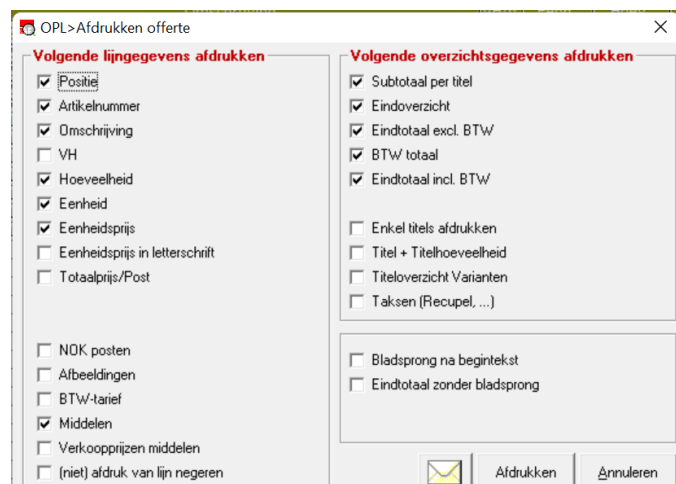 OPL>Afdrukken offerte
Volgende lijngegevens afdrukken
Positie
Artikelnummer
Omschrijving
VH
Hoeveelheid
Eenheid
Eenheidsprijs
Eenheidsprijs in letterschrift
Totaalprijs/Post
NOK posten
Afbeeldingen
BTW-tarief
Middelen
Verkoopprijzen middelen
(niet) afdruk van lijn negeren
Volgende overzichtsgegevens afdrukken
Subtotaal per titel
Eindoverzicht
Eindtotaal excl. BTW
BTW totaal
Eindtotaal incl. BTW
Enkel titels afdrukken
Titel + Titelhoeveelheid
Titeloverzicht Varianten
Taksen (Recupel, ...)
Bladsprong na begintekst
Eindtotaal zonder bladsprong
Afdrukken
Annuleren